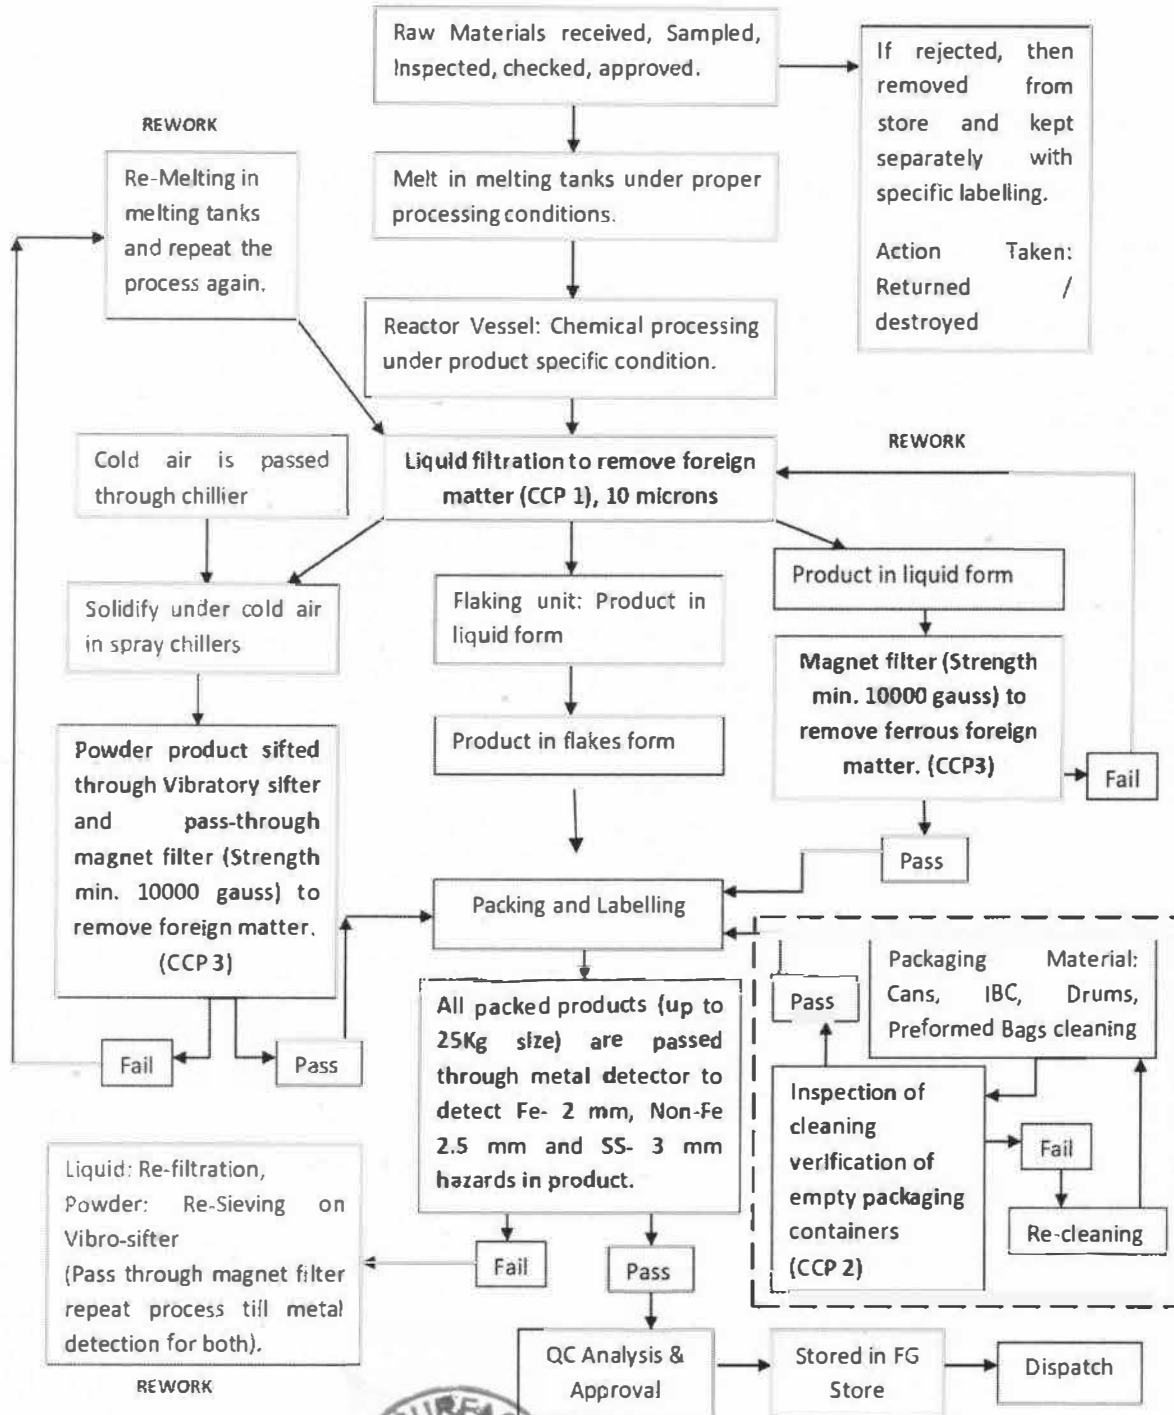 Raw Materials received, Sampled,
Inspected, checked, approved.
If rejected, then
removed from
store and kept
separately with
specific labelling.
Action Taken:
Returned /
destroyed
REWORK
Re-Melting in
melting tanks
and repeat the
process again.
Melt in melting tanks under proper
processing conditions.
Reactor Vessel: Chemical processing
under product specific condition.
Cold air is passed
through chillier
Liquid filtration to remove foreign
matter (CCP 1), 10 microns
REWORK
Solidify under cold air
in spray chillers
Flaking unit: Product in
liquid form
Product in liquid form
Magnet filter (Strength
min. 10000 gauss) to
remove ferrous foreign
matter. (CCP3)
Fail
Pass
Powder product sifted
through Vibratory sifter
and pass-through
magnet filter (Strength
min. 10000 gauss) to
remove foreign matter.
(CCP 3)
Product in flakes form
Packing and Labelling
Fail
Pass
All packed products (up to
25Kg size) are passed
through metal detector to
detect Fe- 2 mm, Non-Fe
2.5 mm and SS- 3 mm
hazards in product.
Pass
Packaging Material:
Cans, IBC, Drums,
Preformed Bags cleaning
Inspection of
cleaning
verification of
empty packaging
containers
(CCP 2)
Fail
Re-cleaning
Liquid: Re-filtration,
Powder: Re-Sieving on
Vibro-sifter
(Pass through magnet filter
repeat process till metal
detection for both).
REWORK
Fail
Pass
QC Analysis &
Approval
Stored in FG
Store
Dispatch